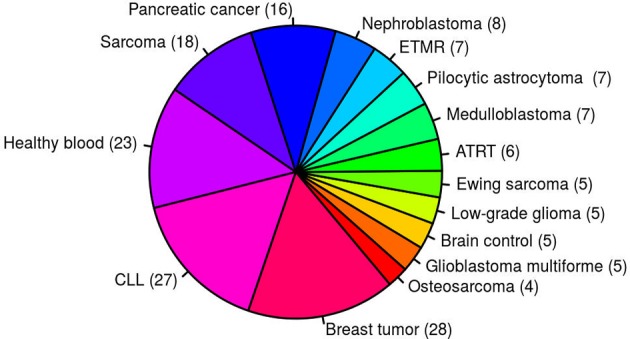 Pancreatic cancer (16)
Nephroblastoma (8)
Sarcoma (18)
ETMR (7)
Pilocytic astrocytoma (7)
Medulloblastoma (7)
Healthy blood (23)
ATRT (6)
Ewing sarcoma (5)
Low-grade glioma (5)
Brain control (5)
Glioblastoma multiforme (5)
CLL (27)
Osteosarcoma (4)
Breast tumor (28)